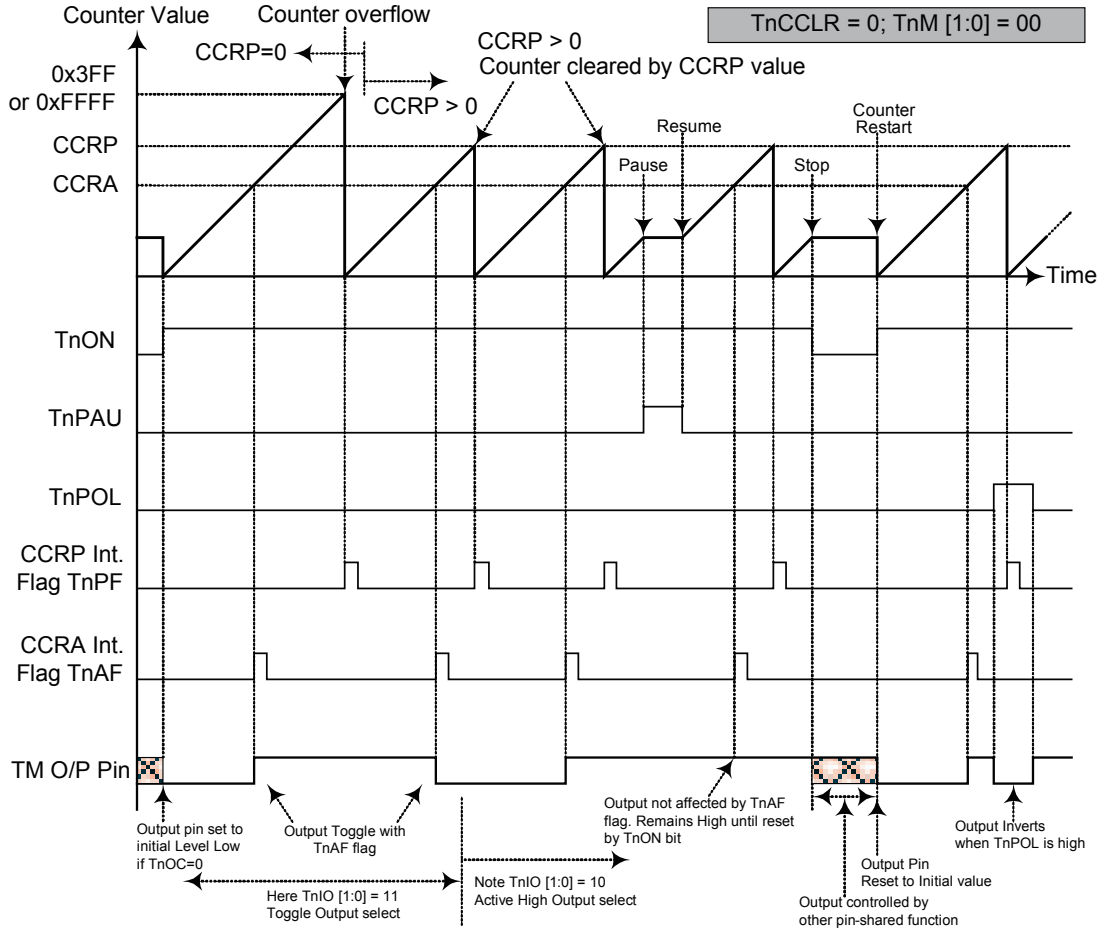 Counter Value
Counter overflow
TnCCLR = 0; TnM [1:0] = 00
CCRP=0
CCRP > 0
CCRP > 0
Counter cleared by CCRP value
0x3FF
or 0xFFFF
CCRP
CCRA
Pause
Resume
Stop
Counter
Restart
Time
TnON
TnPAU
TnPOL
CCRP Int.
Flag TnPF
CCRA Int.
Flag TnAF
TM O/P Pin
Output pin set to
initial Level Low
if TnOC=0
Output Toggle with
TnAF flag
Output not affected by TnAF
flag. Remains High until reset
by TnON bit
Output Inverts
when TnPOL is high
Output Pin
Reset to Initial value
Here TnIO [1:0] = 11
Toggle Output select
Note TnIO [1:0] = 10
Active High Output select
Output controlled by
other pin-shared function